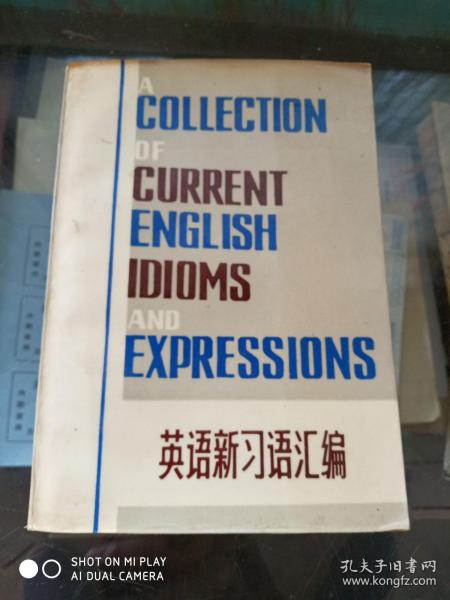 A
COLLECTION
OF
CURRENT
ENGLISH
IDIOMS
AND
EXPRESSIONS
英语新习语汇编
SHOT ON MI PLAY
AI DUAL CAMERA
孔夫子旧书网
www.kongfz.com